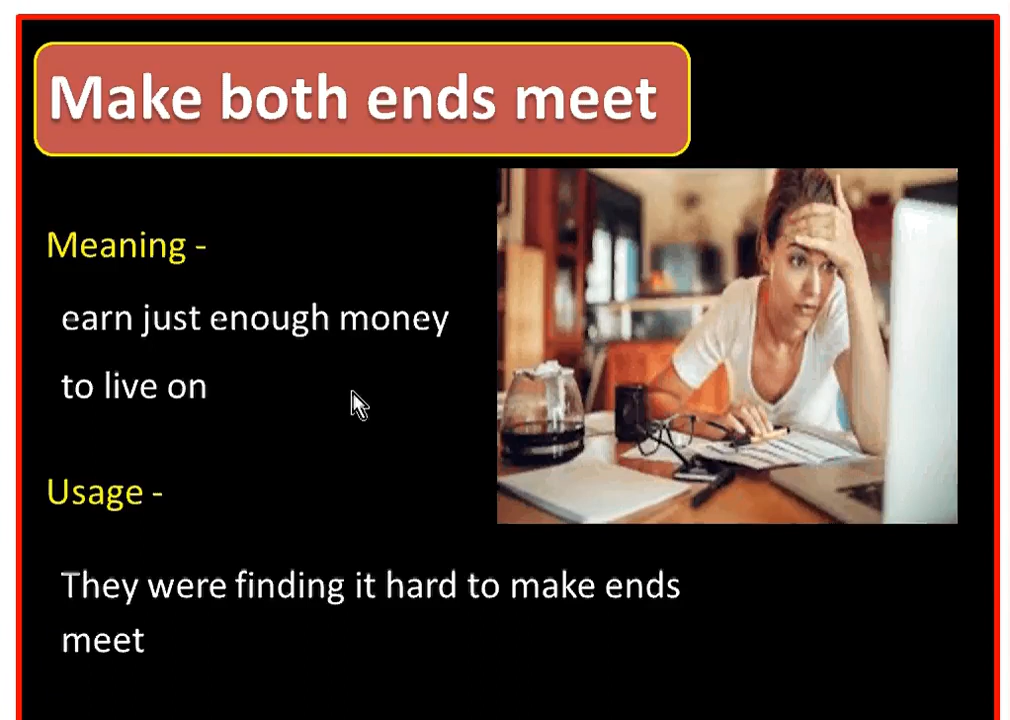 Make both ends meet
Meaning -
earn just enough money
to live on
Usage -
They were finding it hard to make ends
meet